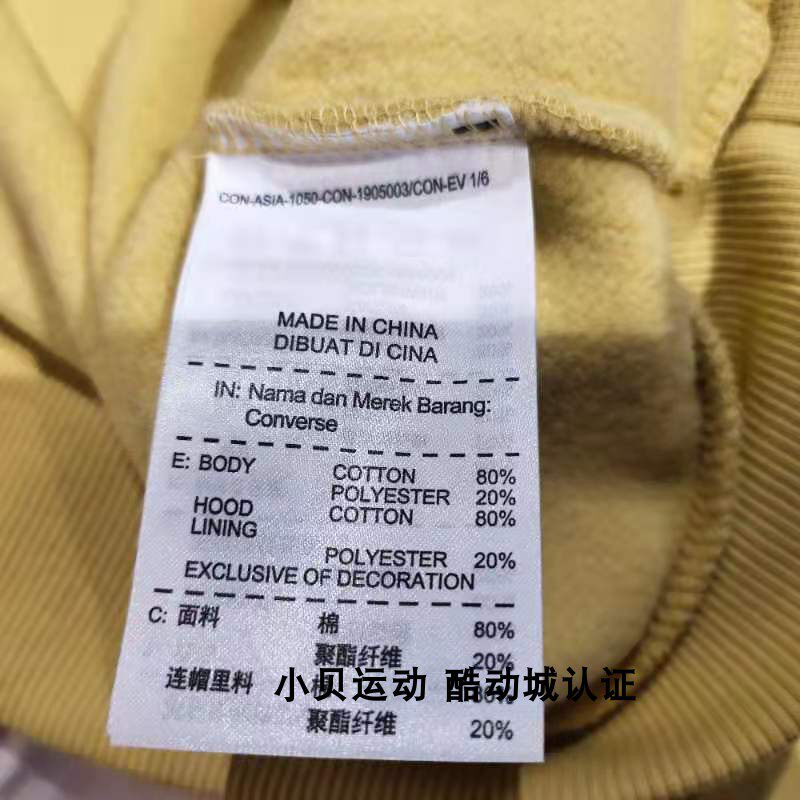 CON-ASIA-1050-CON-1905003/CON-EV 1/6
MADE IN CHINA
DIBUAT DI CINA
IN: Nama dan Merek Barang:
Converse
E: BODY COTTON 80%
POLYESTER 20%
HOOD COTTON 80%
LINING
POLYESTER 20%
EXCLUSIVE OF DECORATION
C: 面料 棉 80%
聚酯纤维 20%
连帽里料 棉 80%
小贝运动 酷动城认证
聚酯纤维 20%